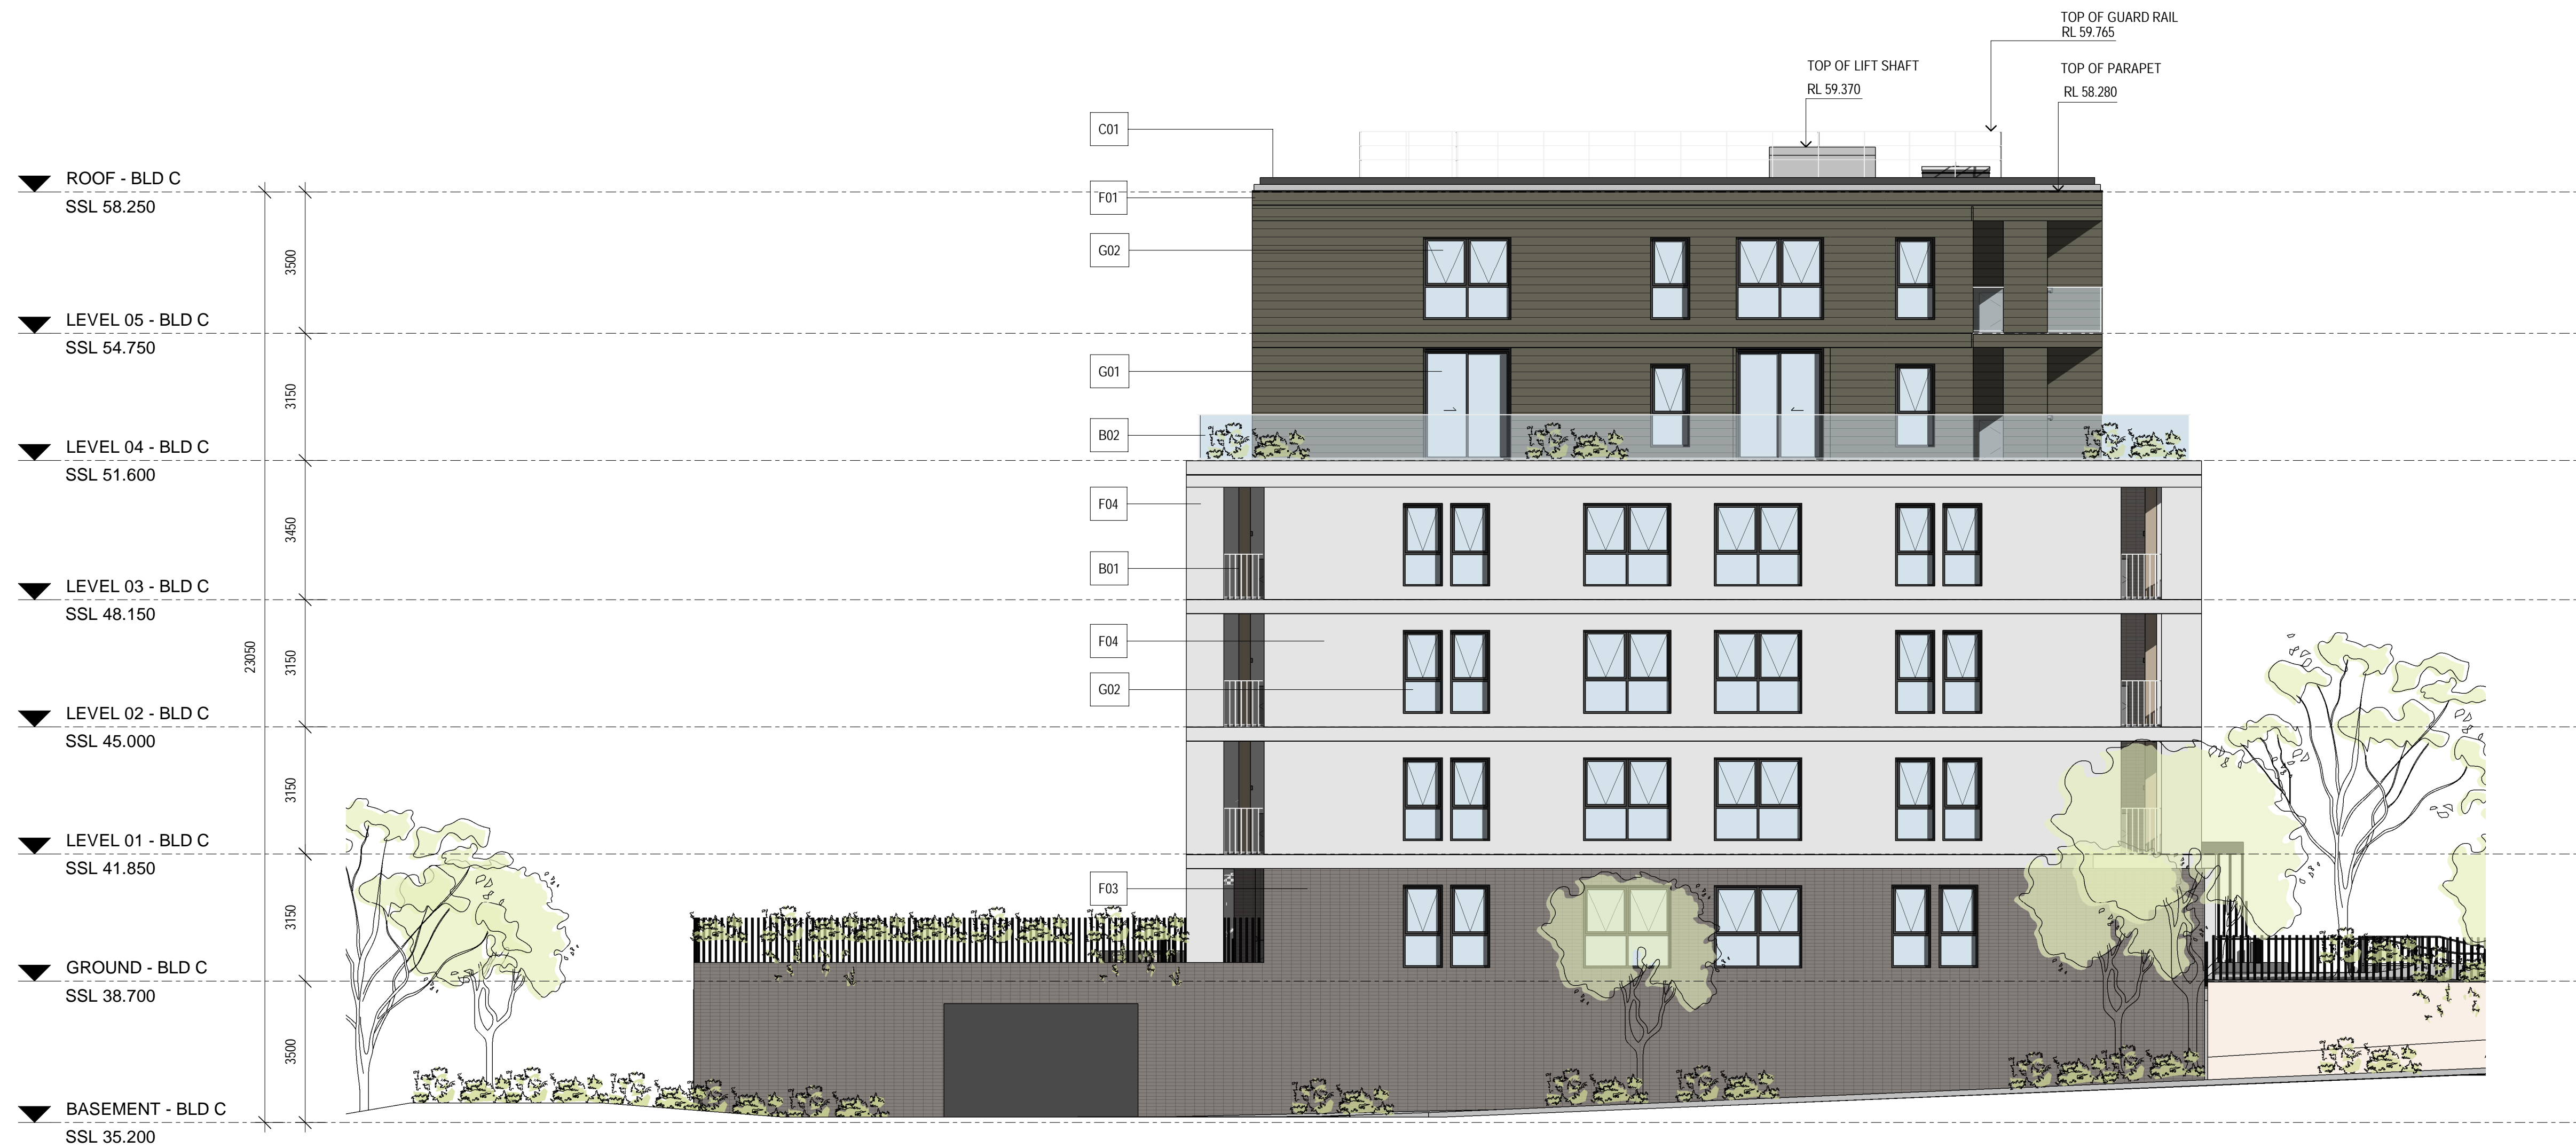 TOP OF GUARD RAIL
RL 59.765
TOP OF LIFT SHAFT
RL 59.370
TOP OF PARAPET
RL 58.280
C01
ROOF - BLD C
SSL 58.250
F01
G02
3500
LEVEL 05 - BLD C
SSL 54.750
G01
3150
B02
LEVEL 04 - BLD C
SSL 51.600
F04
3450
B01
LEVEL 03 - BLD C
SSL 48.150
F04
23050
3150
G02
LEVEL 02 - BLD C
SSL 45.000
3150
LEVEL 01 - BLD C
SSL 41.850
F03
3150
GROUND - BLD C
SSL 38.700
3500
BASEMENT - BLD C
SSL 35.200